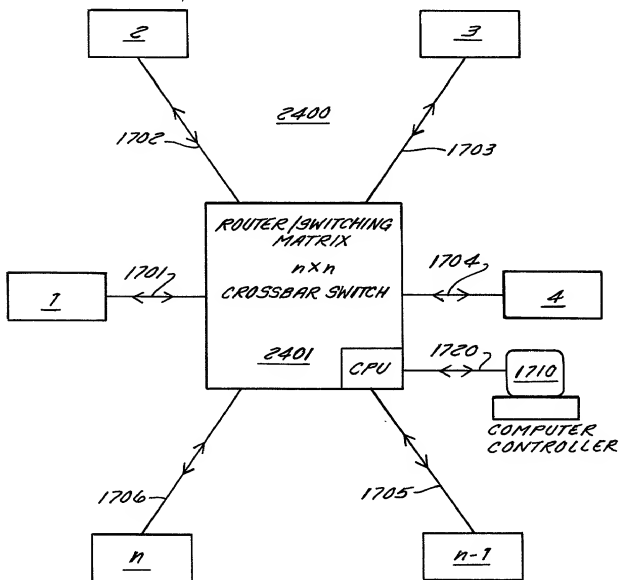 2
3
2400
1702
1703
ROUTER/SWITCHING
MATRIX
n×n
CROSSBAR SWITCH
1701
1704
1
4
2401
CPU
1720
1710
COMPUTER
CONTROLLER
1706
1705
n
n-1